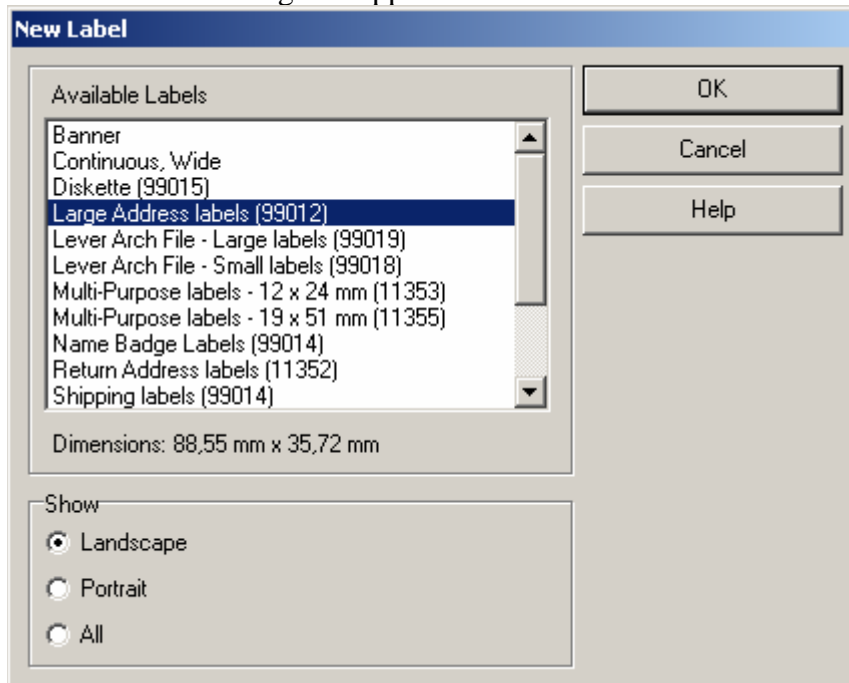 New Label
Available Labels
Banner
Continuous, Wide
Diskette (99015)
Large Address labels (99012)
Lever Arch File - Large labels (99019)
Lever Arch File - Small labels (99018)
Multi-Purpose labels - 12 x 24 mm (11353)
Multi-Purpose labels - 19 x 51 mm (11355)
Name Badge Labels (99014)
Return Address labels (11352)
Shipping labels (99014)
Dimensions: 88,55 mm x 35,72 mm
OK
Cancel
Help
Show
Landscape
Portrait
All